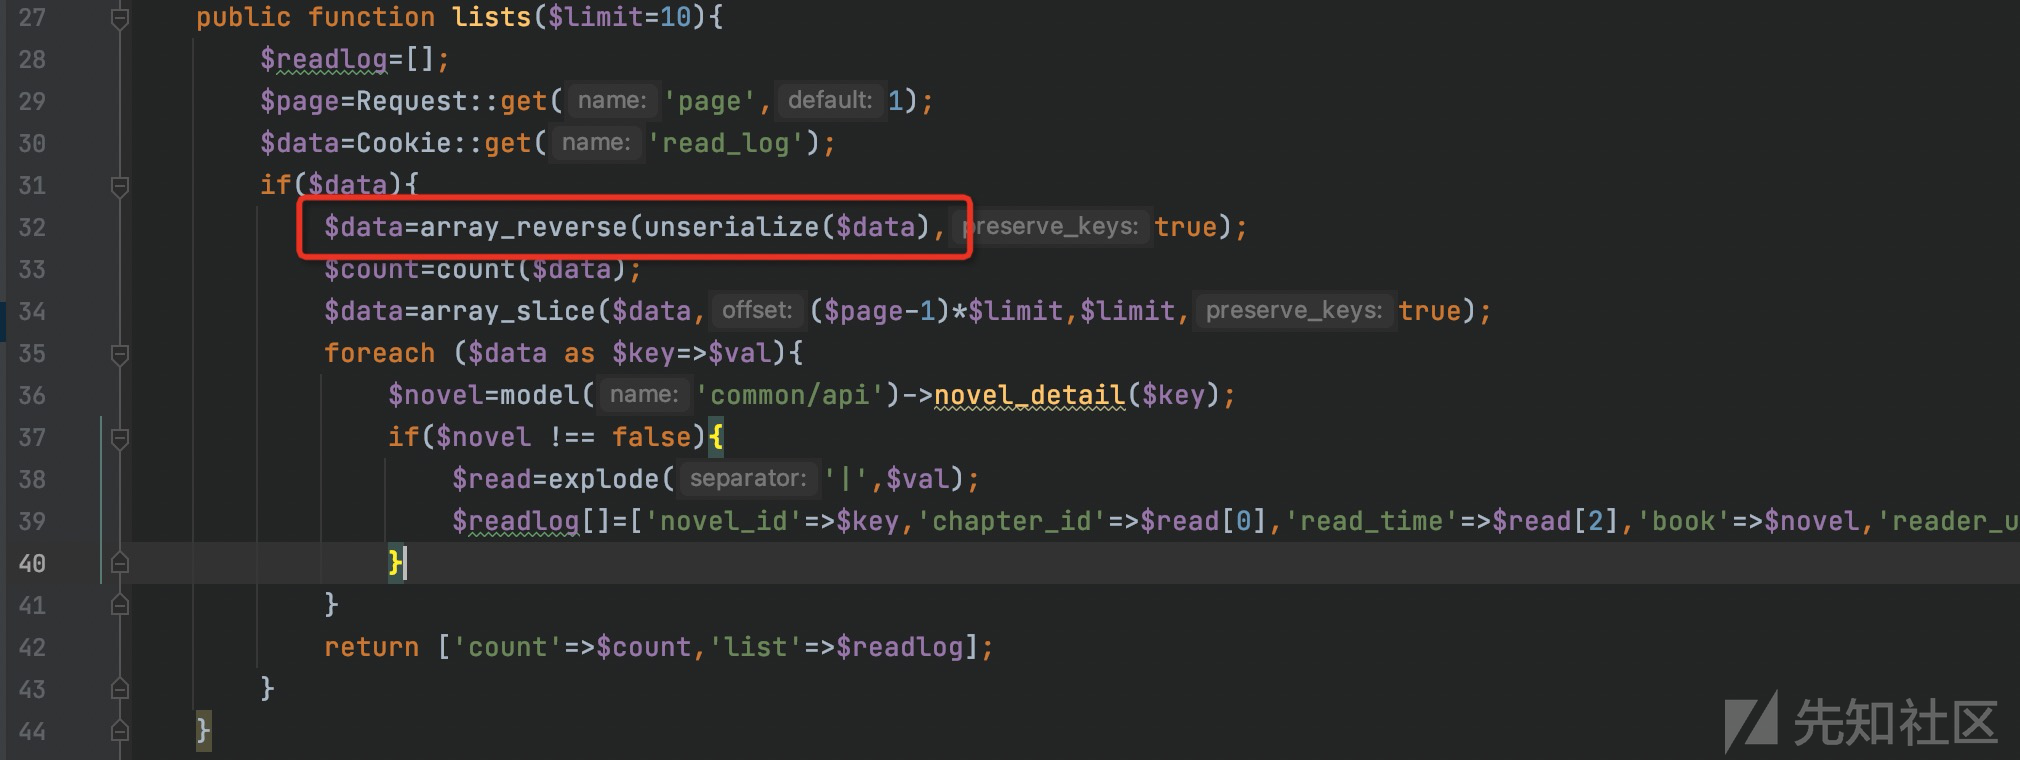 27 public function lists($limit=10){
28 $readlog=[];
29 $page=Request::get( name: 'page', default: 1);
30 $data=Cookie::get( name: 'read_log');
31 if($data){
32 $data=array_reverse(unserialize($data), preserve_keys: true);
33 $count=count($data);
34 $data=array_slice($data, offset: ($page-1)*$limit,$limit, preserve_keys: true);
35 foreach ($data as $key=>$val){
36 $novel=model( name: 'common/api')->novel_detail($key);
37 if($novel !== false){
38 $read=explode( separator: '|',$val);
39 $readlog[]=['novel_id'=>$key,'chapter_id'=>$read[0],'read_time'=>$read[2],'book'=>$novel,'reader_u
40 }
41 }
42 return ['count'=>$count,'list'=>$readlog];
43 }
44 }
先知社区